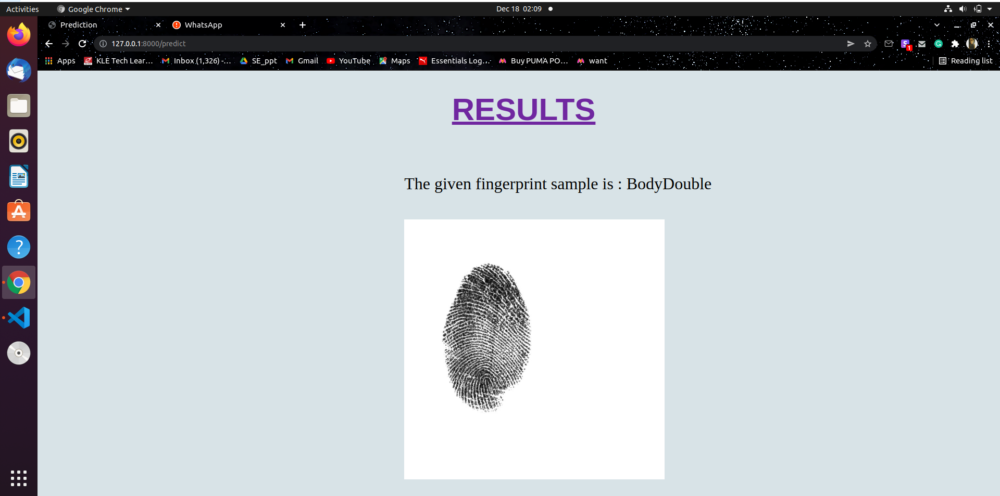 Activities Google Chrome Dec 18 02:09
Prediction WhatsApp
127.0.0.1:8000/predict
1
Apps KLE Tech Lear... Inbox (1,326) -... SE_ppt Gmail YouTube Maps Essentials Log... Buy PUMA PO... want Reading list
RESULTS
The given fingerprint sample is : BodyDouble